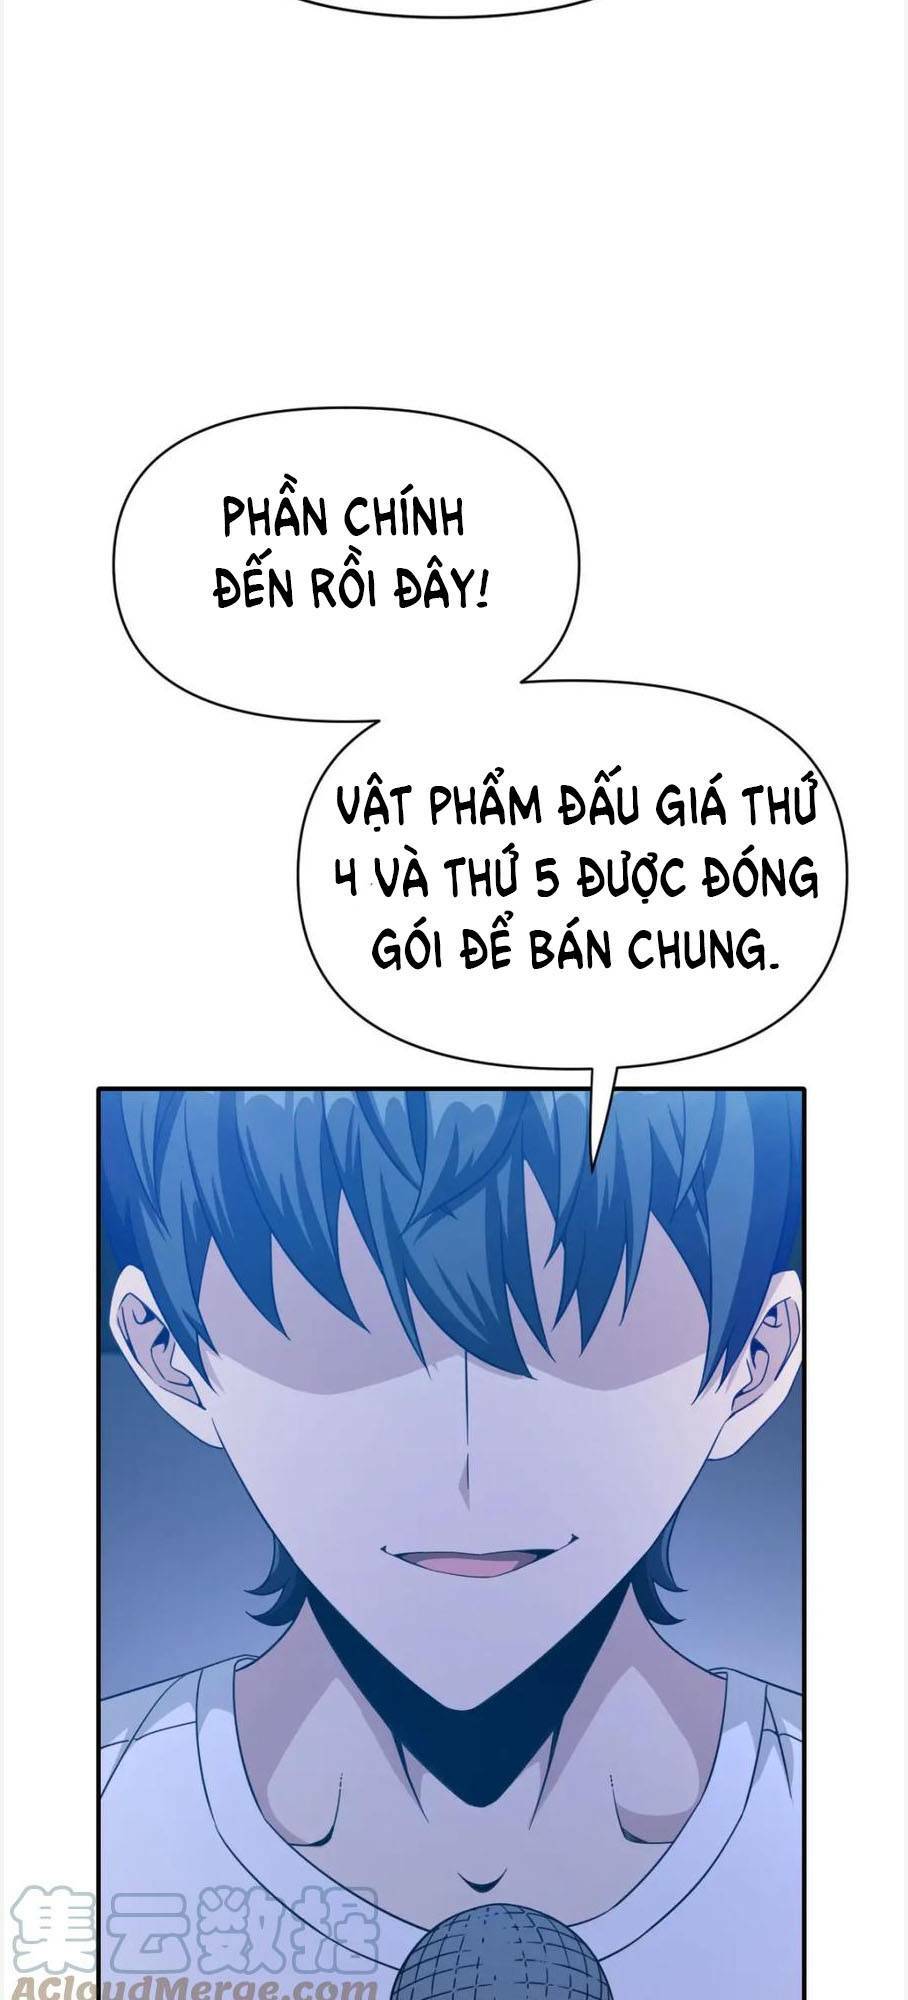 PHẦN CHÍNH
ĐẾN RỒI ĐÂY!
VẬT PHẨM ĐẤU GIÁ THỨ
4 VÀ THỨ 5 ĐƯỢC ĐÓNG
GÓI ĐỂ BÁN CHUNG.
集云数据
ACloudMerge.com